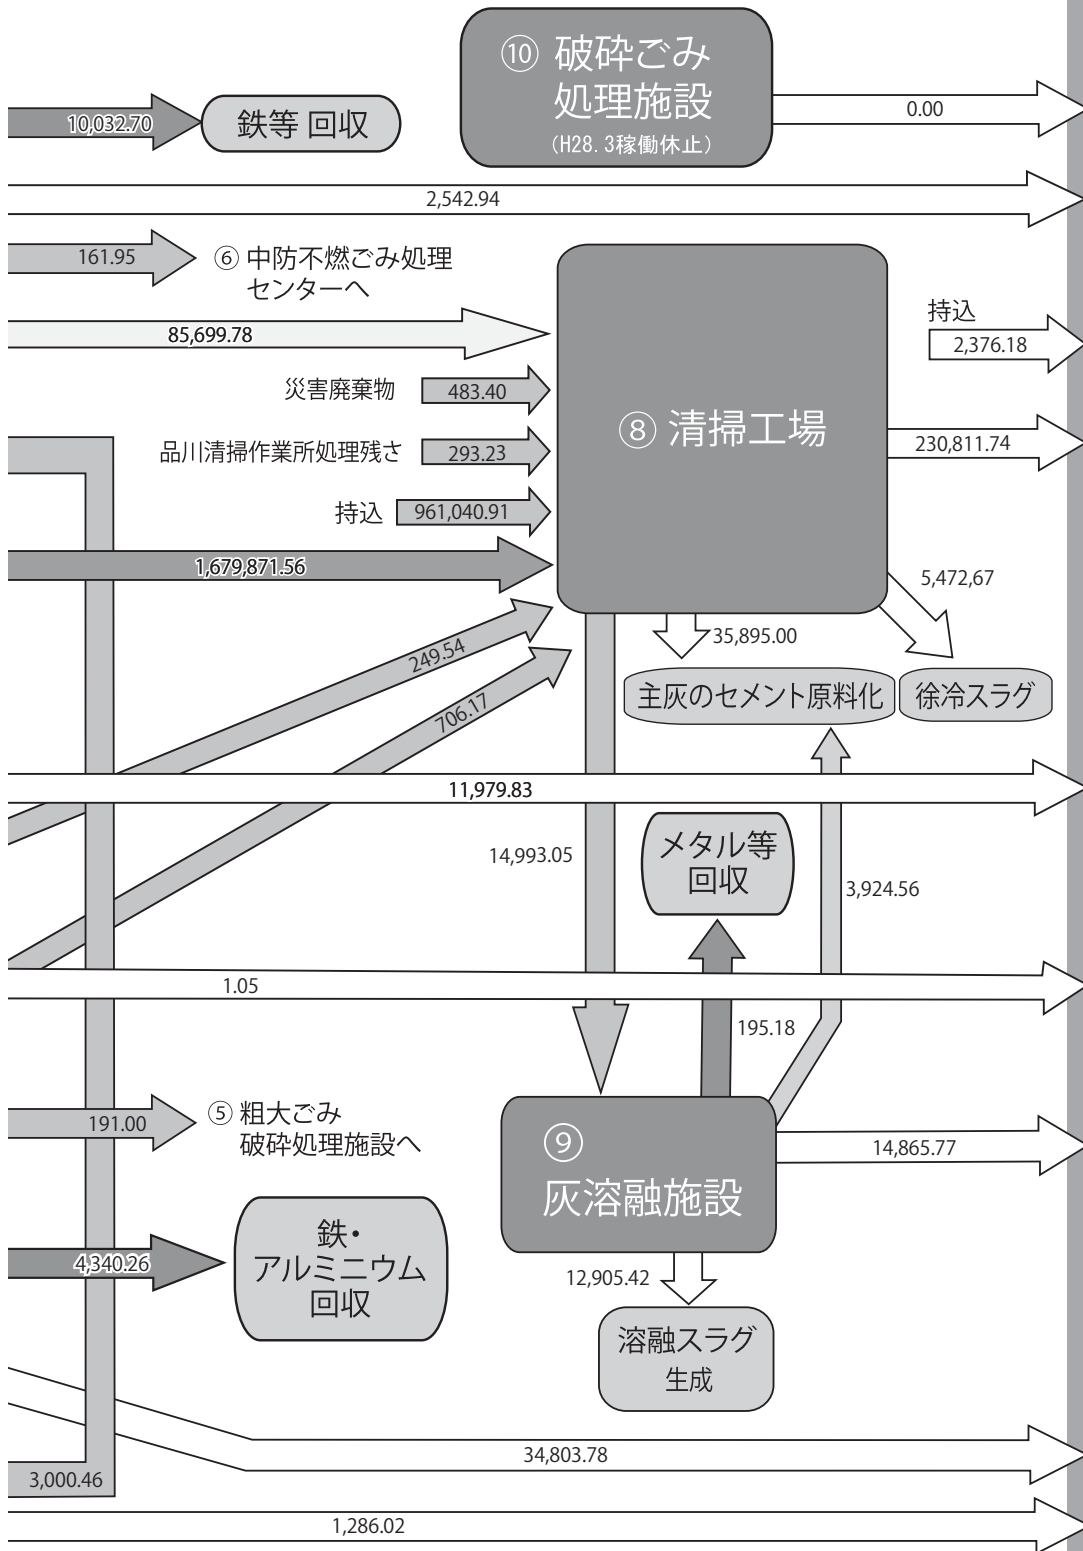 ⑩ 破砕ごみ
処理施設
(H28.3稼働休止)
0.00
10,032.70
鉄等 回収
2,542.94
161.95
⑥ 中防不燃ごみ処理
センターへ
85,699.78
持込
2,376.18
災害廃棄物
483.40
⑧ 清掃工場
品川清掃作業所処理残さ
293.23
230,811.74
持込
961,040.91
1,679,871.56
5,472,67
249.54
35,895.00
706.17
主灰のセメント原料化
徐冷スラグ
11,979.83
メタル等
回収
14,993.05
3,924.56
1.05
195.18
191.00
⑤ 粗大ごみ
破砕処理施設へ
⑨
灰溶融施設
14,865.77
4,340.26
鉄・
アルミニウム
回収
12,905.42
溶融スラグ
生成
34,803.78
3,000.46
1,286.02